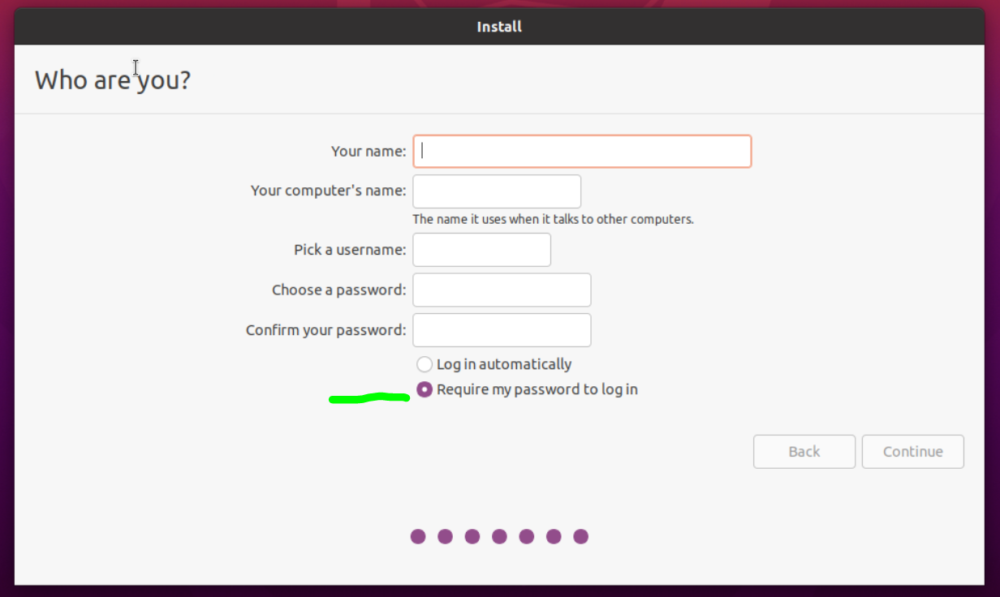 Install
Who are you?
Your name:
Your computer's name:
The name it uses when it talks to other computers.
Pick a username:
Choose a password:
Confirm your password:
Log in automatically
Require my password to log in
Back Continue